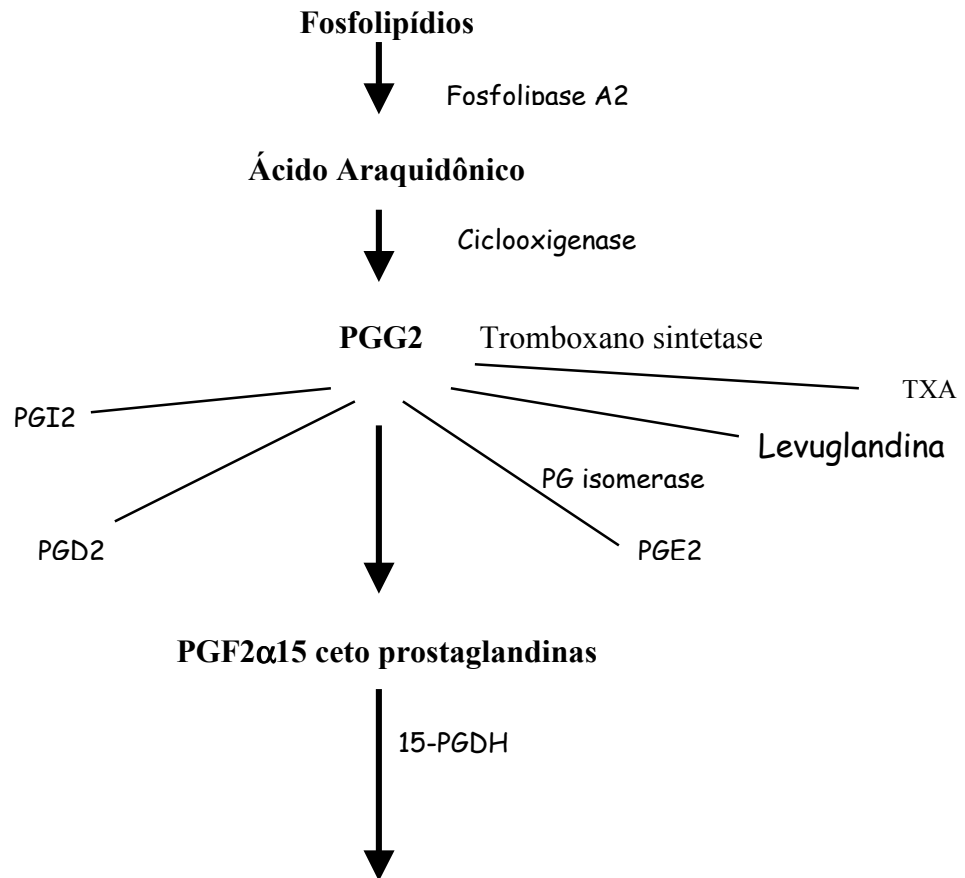 Fosfolipídios
Fosfolipase A2
Ácido Araquidônico
Ciclooxigenase
PGG2 Tromboxano sintetase
TXA
PGI2
Levuglandina
PG isomerase
PGD2
PGE2
PGF2α15 ceto prostaglandinas
15-PGDH